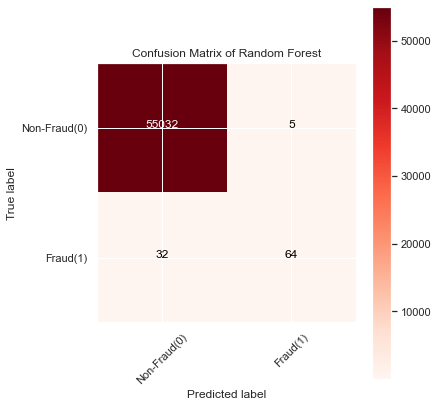 Confusion Matrix of Random Forest
True label
Non-Fraud(0)
55032
5
Fraud(1)
32
64
Non-Fraud(0)
Fraud(1)
Predicted label
50000
40000
30000
20000
10000